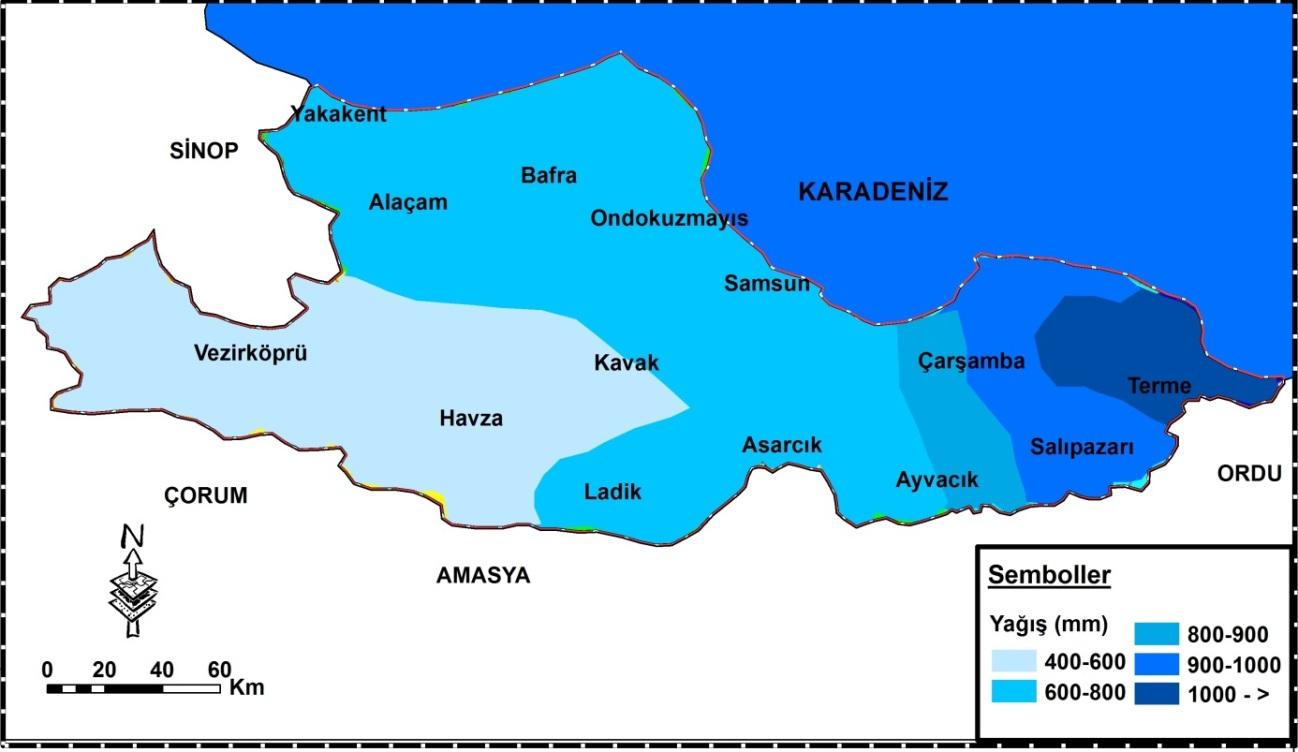 Yakakent
SİNOP
Bafra
KARADENİZ
Alaçam
Ondokuzmayıs
Samsun
Vezirköprü
Kavak
Çarşamba
Terme
Havza
Asarcık
Salıpazarı
ORDU
Ladik
Ayvacık
ÇORUM
AMASYA
N
0 20 40 60
Km
Semboller
Yağış (mm)
400-600
600-800
800-900
900-1000
1000 - >